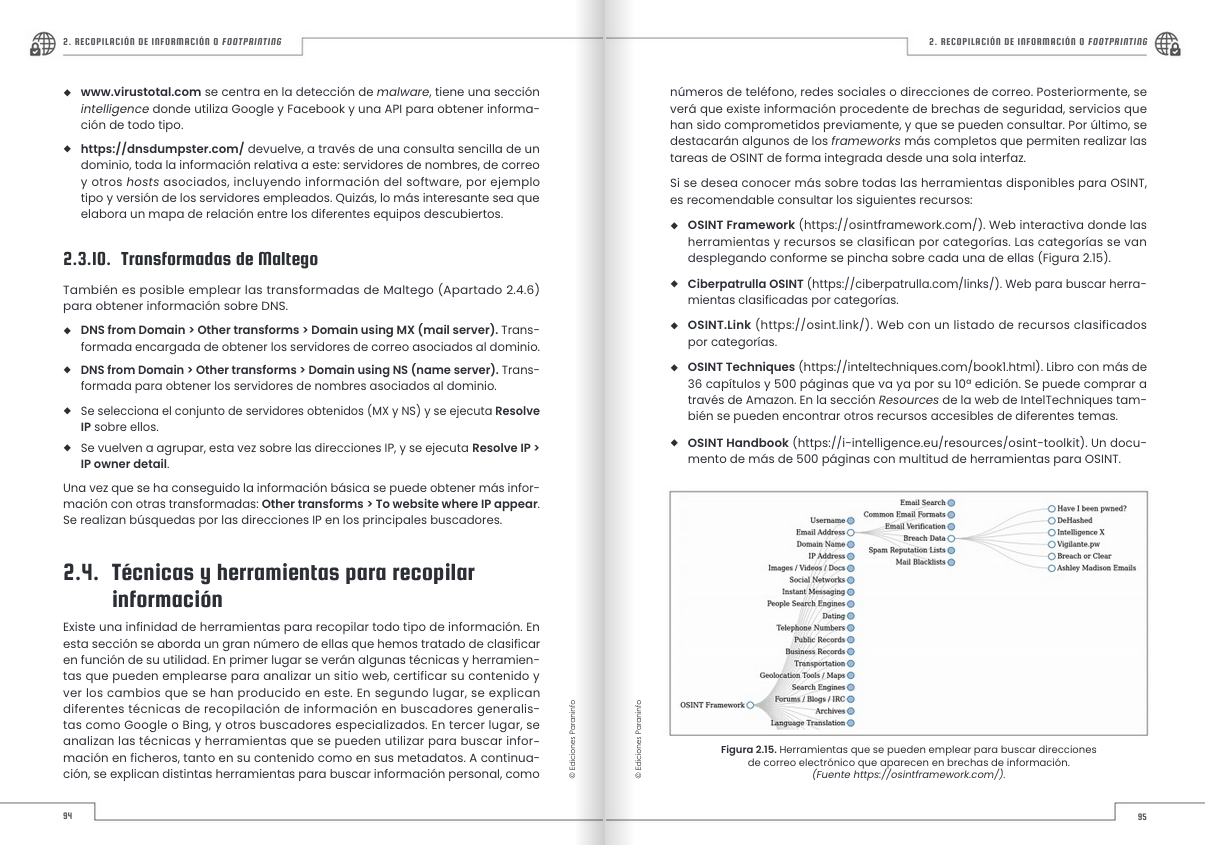 2. RECOPILACIÓN DE INFORMACIÓN O FOOTPRINTING
◆ www.virustotal.com se centra en la detección de malware, tiene una sección
intelligence donde utiliza Google y Facebook y una API para obtener informa-
ción de todo tipo.
◆ https://dnsdumpster.com/ devuelve, a través de una consulta sencilla de un
dominio, toda la información relativa a este: servidores de nombres, de correo
y otros hosts asociados, incluyendo información del software, por ejemplo
tipo y versión de los servidores empleados. Quizás, lo más interesante sea que
elabora un mapa de relación entre los diferentes equipos descubiertos.
2.3.10. Transformadas de Maltego
También es posible emplear las transformadas de Maltego (Apartado 2.4.6)
para obtener información sobre DNS.
◆ DNS from Domain > Other transforms > Domain using MX (mail server). Trans-
formada encargada de obtener los servidores de correo asociados al dominio.
◆ DNS from Domain > Other transforms > Domain using NS (name server). Trans-
formada para obtener los servidores de nombres asociados al dominio.
◆ Se selecciona el conjunto de servidores obtenidos (MX y NS) y se ejecuta Resolve
IP sobre ellos.
◆ Se vuelven a agrupar, esta vez sobre las direcciones IP, y se ejecuta Resolve IP >
IP owner detail.
Una vez que se ha conseguido la información básica se puede obtener más infor-
mación con otras transformadas: Other transforms > To website where IP appear.
Se realizan búsquedas por las direcciones IP en los principales buscadores.
2.4. Técnicas y herramientas para recopilar
información
Existe una infinidad de herramientas para recopilar todo tipo de información. En
esta sección se aborda un gran número de ellas que hemos tratado de clasificar
en función de su utilidad. En primer lugar se verán algunas técnicas y herramien-
tas que pueden emplearse para analizar un sitio web, certificar su contenido y
ver los cambios que se han producido en este. En segundo lugar, se explican
diferentes técnicas de recopilación de información en buscadores generalis-
tas como Google o Bing, y otros buscadores especializados. En tercer lugar, se
analizan las técnicas y herramientas que se pueden utilizar para buscar infor-
mación en ficheros, tanto en su contenido como en sus metadatos. A continua-
ción, se explican distintas herramientas para buscar información personal, como
© Ediciones Paraninfo
94
2. RECOPILACIÓN DE INFORMACIÓN O FOOTPRINTING
números de teléfono, redes sociales o direcciones de correo. Posteriormente, se
verá que existe información procedente de brechas de seguridad, servicios que
han sido comprometidos previamente, y que se pueden consultar. Por último, se
destacarán algunos de los frameworks más completos que permiten realizar las
tareas de OSINT de forma integrada desde una sola interfaz.
Si se desea conocer más sobre todas las herramientas disponibles para OSINT,
es recomendable consultar los siguientes recursos:
◆ OSINT Framework (https://osintframework.com/). Web interactiva donde las
herramientas y recursos se clasifican por categorías. Las categorías se van
desplegando conforme se pincha sobre cada una de ellas (Figura 2.15).
◆ Ciberpatrulla OSINT (https://ciberpatrulla.com/links/). Web para buscar herra-
mientas clasificadas por categorías.
◆ OSINT.Link (https://osint.link/). Web con un listado de recursos clasificados
por categorías.
◆ OSINT Techniques (https://inteltechniques.com/book1.html). Libro con más de
36 capítulos y 500 páginas que va ya por su 10ª edición. Se puede comprar a
través de Amazon. En la sección Resources de la web de IntelTechniques tam-
bién se pueden encontrar otros recursos accesibles de diferentes temas.
◆ OSINT Handbook (https://i-intelligence.eu/resources/osint-toolkit). Un docu-
mento de más de 500 páginas con multitud de herramientas para OSINT.
OSINT Framework
Username
Email Address
Domain Name
IP Address
Images / Videos / Docs
Social Networks
Instant Messaging
People Search Engines
Dating
Telephone Numbers
Public Records
Business Records
Transportation
Geolocation Tools / Maps
Search Engines
Forums / Blogs / IRC
Archives
Language Translation
Email Search
Common Email Formats
Email Verification
Breach Data
Spam Reputation Lists
Mail Blacklists
Have I been pwned?
DeHashed
Intelligence X
Vigilante.pw
Breach or Clear
Ashley Madison Emails
Figura 2.15. Herramientas que se pueden emplear para buscar direcciones
de correo electrónico que aparecen en brechas de información.
(Fuente https://osintframework.com/).
© Ediciones Paraninfo
95